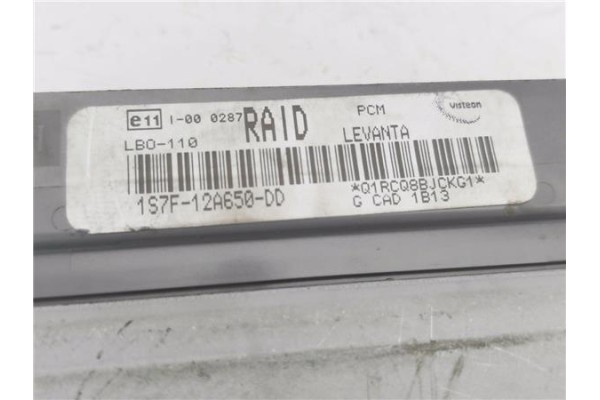 e11 I-00 0287 RAID PCM Visteon
LBO-110 LEVANTA
*Q1RCQ8BJCKG1*
1S7F-12A650-DD G CAD 1B13